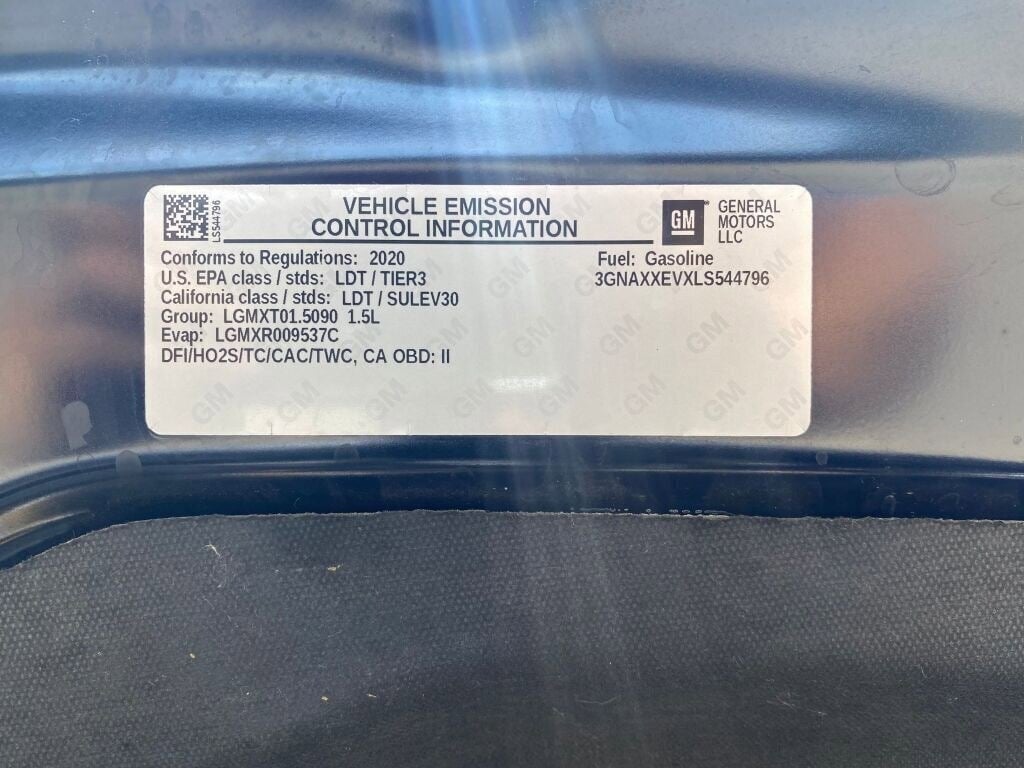 LS544796
VEHICLE EMISSION
CONTROL INFORMATION
GM
GENERAL
MOTORS
LLC
Conforms to Regulations: 2020
U.S. EPA class / stds: LDT / TIER3
California class / stds: LDT / SULEV30
Group: LGMXT01.5090 1.5L
Evap: LGMXR009537C
DFI/HO2S/TC/CAC/TWC, CA OBD: II
Fuel: Gasoline
3GNAXXEVXLS544796